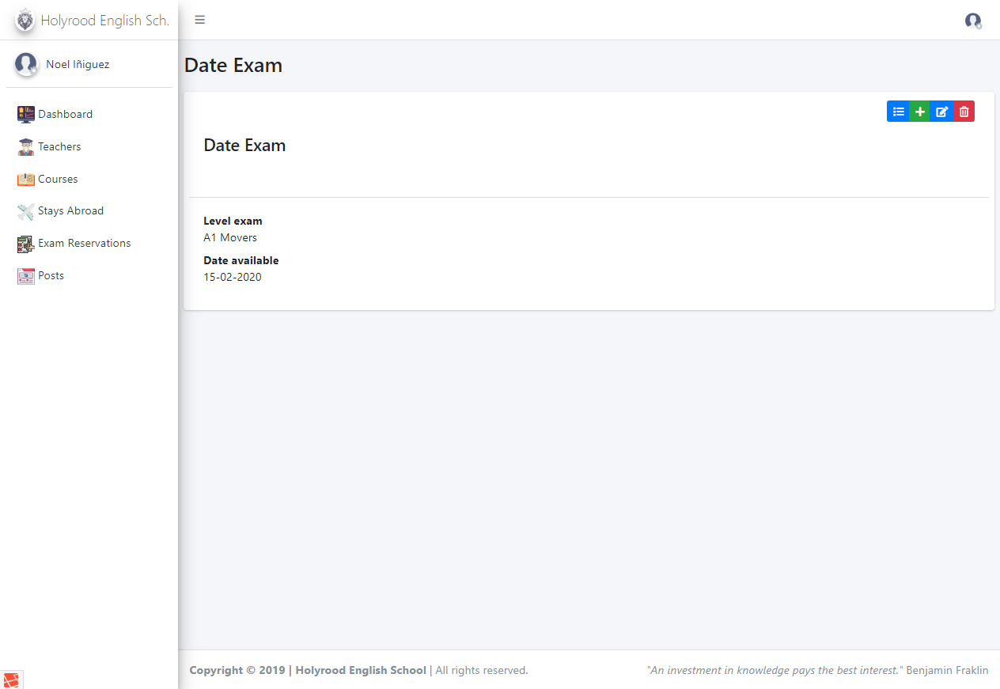 Holyrood English Sch.
Noel Iñiguez
Dashboard
Teachers
Courses
Stays Abroad
Exam Reservations
Posts
Date Exam
Date Exam
Level exam
A1 Movers
Date available
15-02-2020
Copyright © 2019 | Holyrood English School | All rights reserved.
"An investment in knowledge pays the best interest." Benjamin Fraklin